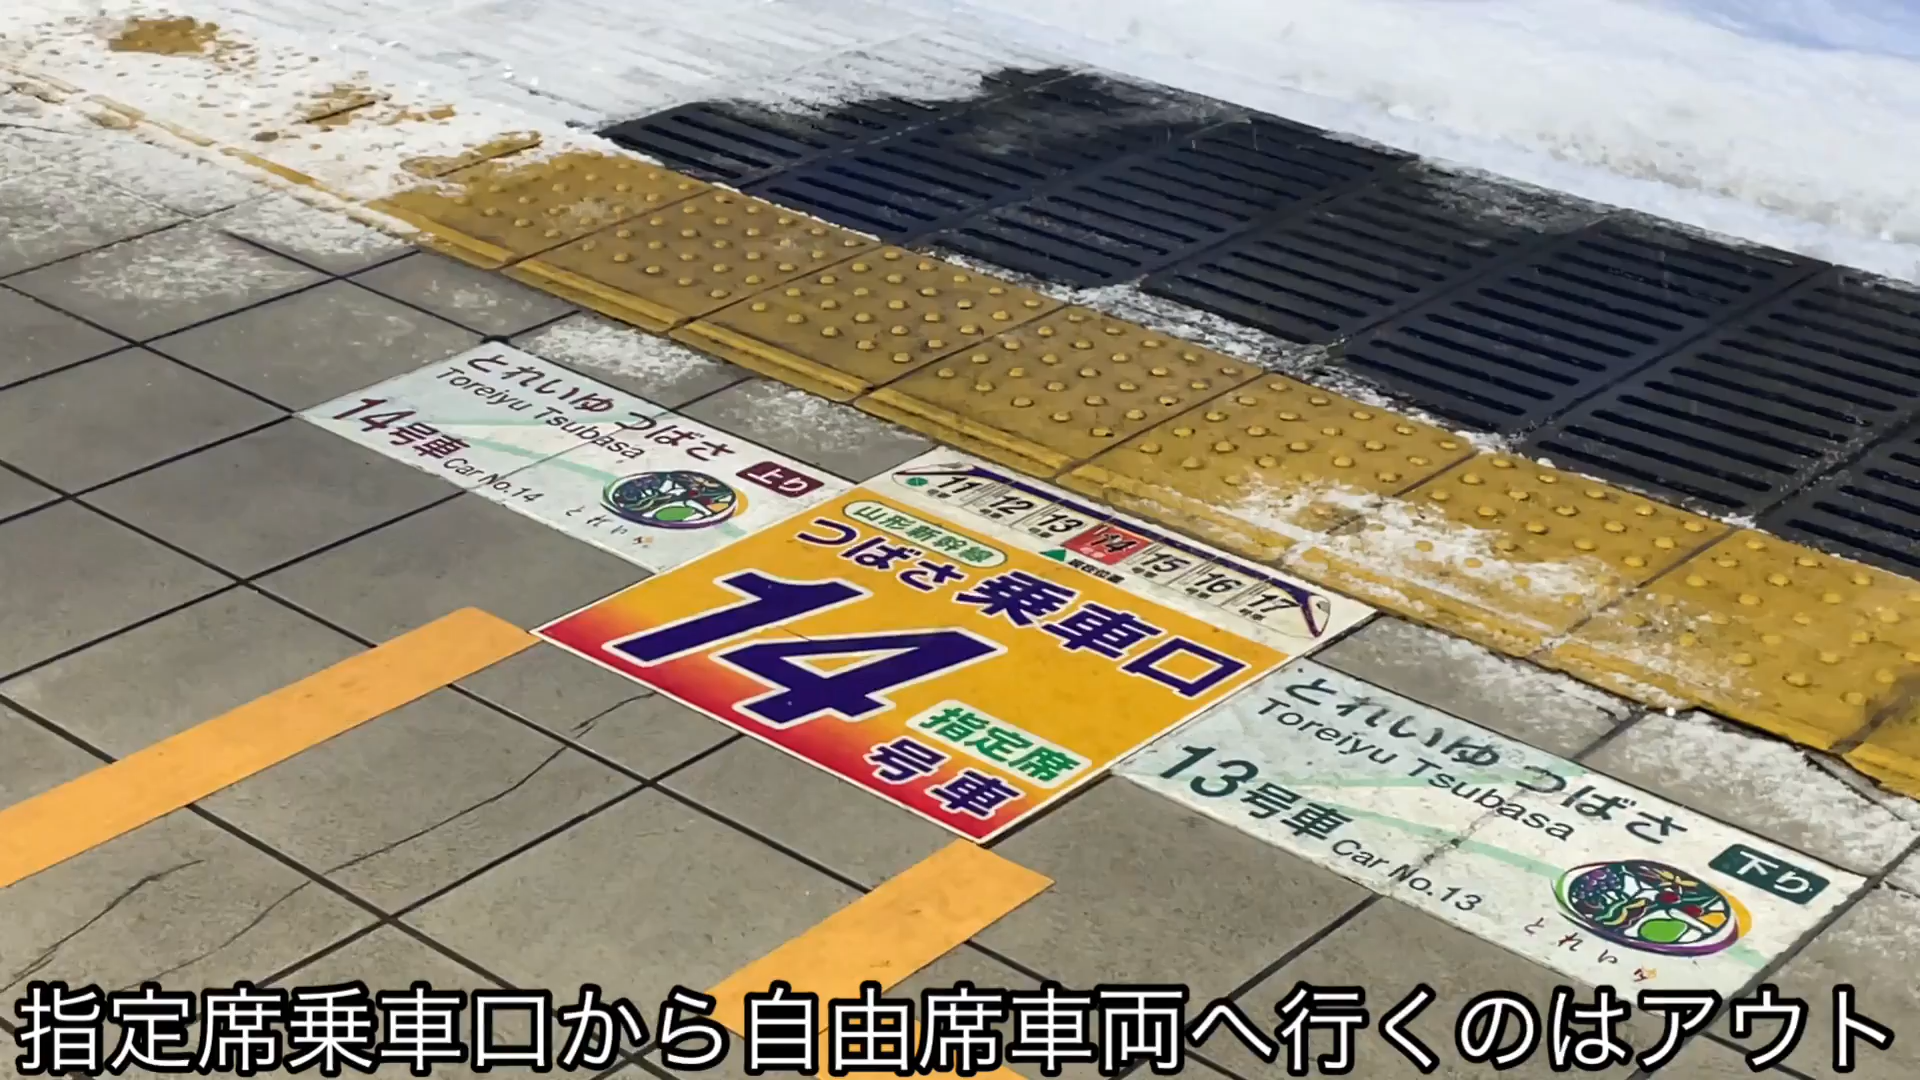 とれいゆ つばさ
Toreiyu Tsubasa
14号車 Car No.14
上り
とれいゆ
11 12 13 14 15 16 17
現在位置
山形新幹線
つばさ乗車口
14
指定席
号車
とれいゆ つばさ
Toreiyu Tsubasa
13号車 Car No.13
下り
とれいゆ
指定席乗車口から自由席車両へ行くのはアウト